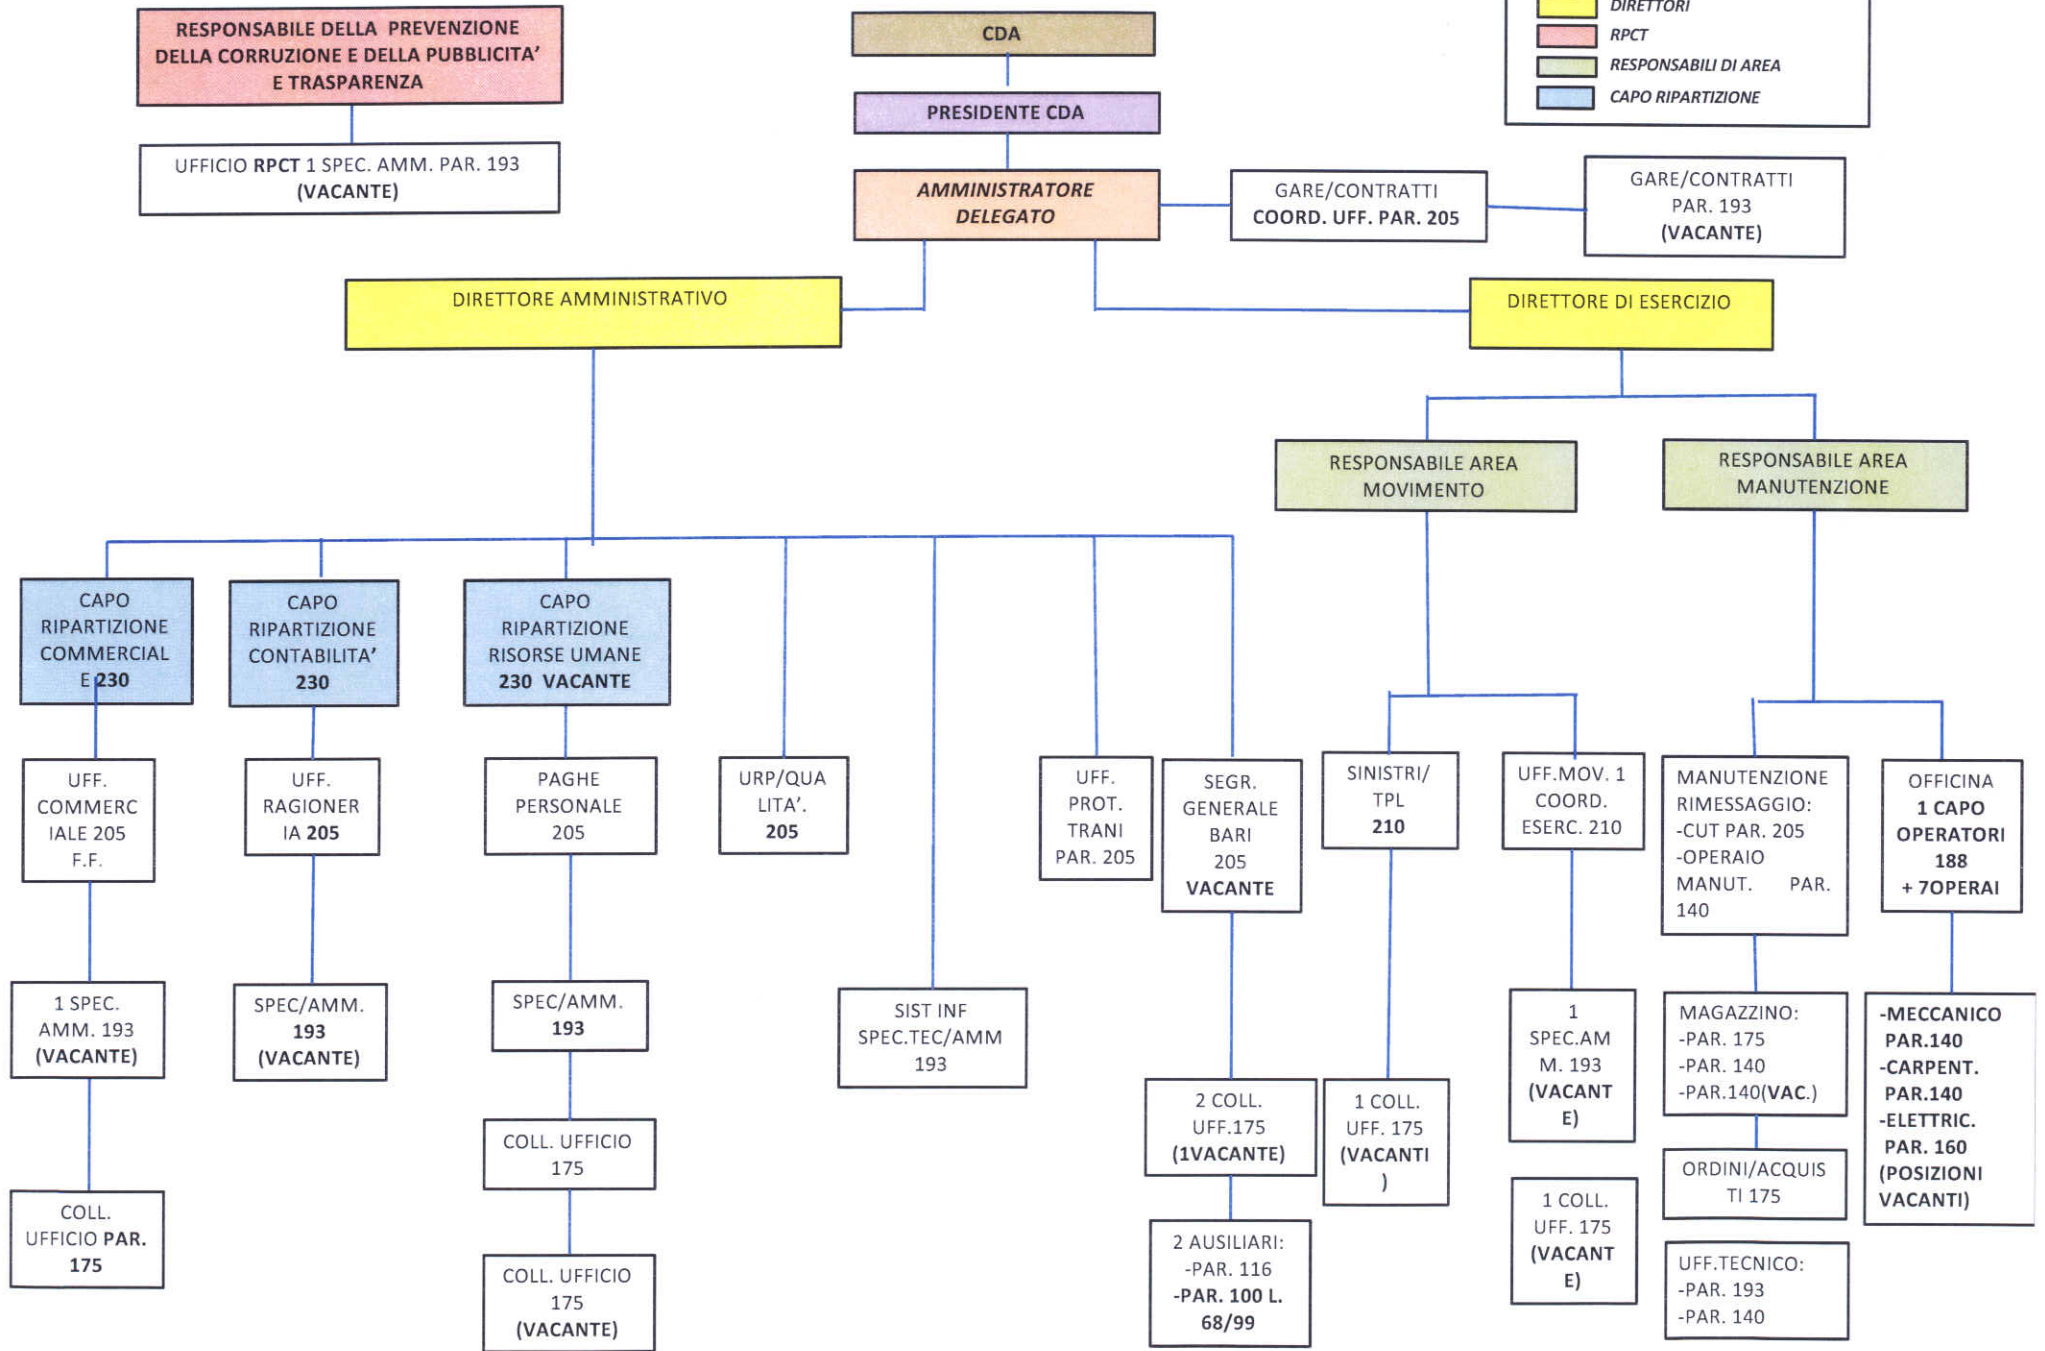 DIRETTORI
RPCT
RESPONSABILI DI AREA
CAPO RIPARTIZIONE
RESPONSABILE DELLA PREVENZIONE
DELLA CORRUZIONE E DELLA PUBBLICITA'
E TRASPARENZA
UFFICIO RPCT 1 SPEC. AMM. PAR. 193
(VACANTE)
CDA
PRESIDENTE CDA
AMMINISTRATORE
DELEGATO
GARE/CONTRATTI
COORD. UFF. PAR. 205
GARE/CONTRATTI
PAR. 193
(VACANTE)
DIRETTORE AMMINISTRATIVO
DIRETTORE DI ESERCIZIO
RESPONSABILE AREA
MOVIMENTO
RESPONSABILE AREA
MANUTENZIONE
CAPO
RIPARTIZIONE
COMMERCIAL
E 230
CAPO
RIPARTIZIONE
CONTABILITA'
230
CAPO
RIPARTIZIONE
RISORSE UMANE
230 VACANTE
UFF.
COMMERC
IALE 205
F.F.
UFF.
RAGIONER
IA 205
PAGHE
PERSONALE
205
URP/QUA
LITA'.
205
UFF.
PROT.
TRANI
PAR. 205
SEGR.
GENERALE
BARI
205
VACANTE
SINISTRI/
TPL
210
UFF.MOV. 1
COORD.
ESERC. 210
MANUTENZIONE
RIMESSAGGIO:
-CUT PAR. 205
-OPERAIO
MANUT. PAR.
140
OFFICINA
1 CAPO
OPERATORI
188
+ 7OPERAI
1 SPEC.
AMM. 193
(VACANTE)
SPEC/AMM.
193
(VACANTE)
SPEC/AMM.
193
SIST INF
SPEC.TEC/AMM
193
1
SPEC.AM
M. 193
(VACANT
E)
MAGAZZINO:
-PAR. 175
-PAR. 140
-PAR.140(VAC.)
-MECCANICO
PAR.140
-CARPENT.
PAR.140
-ELETTRIC.
PAR. 160
(POSIZIONI
VACANTI)
COLL. UFFICIO
175
2 COLL.
UFF.175
(1VACANTE)
1 COLL.
UFF. 175
(VACANTI
)
ORDINI/ACQUIS
TI 175
COLL.
UFFICIO PAR.
175
COLL. UFFICIO
175
(VACANTE)
2 AUSILIARI:
-PAR. 116
-PAR. 100 L.
68/99
1 COLL.
UFF. 175
(VACANT
E)
UFF.TECNICO:
-PAR. 193
-PAR. 140